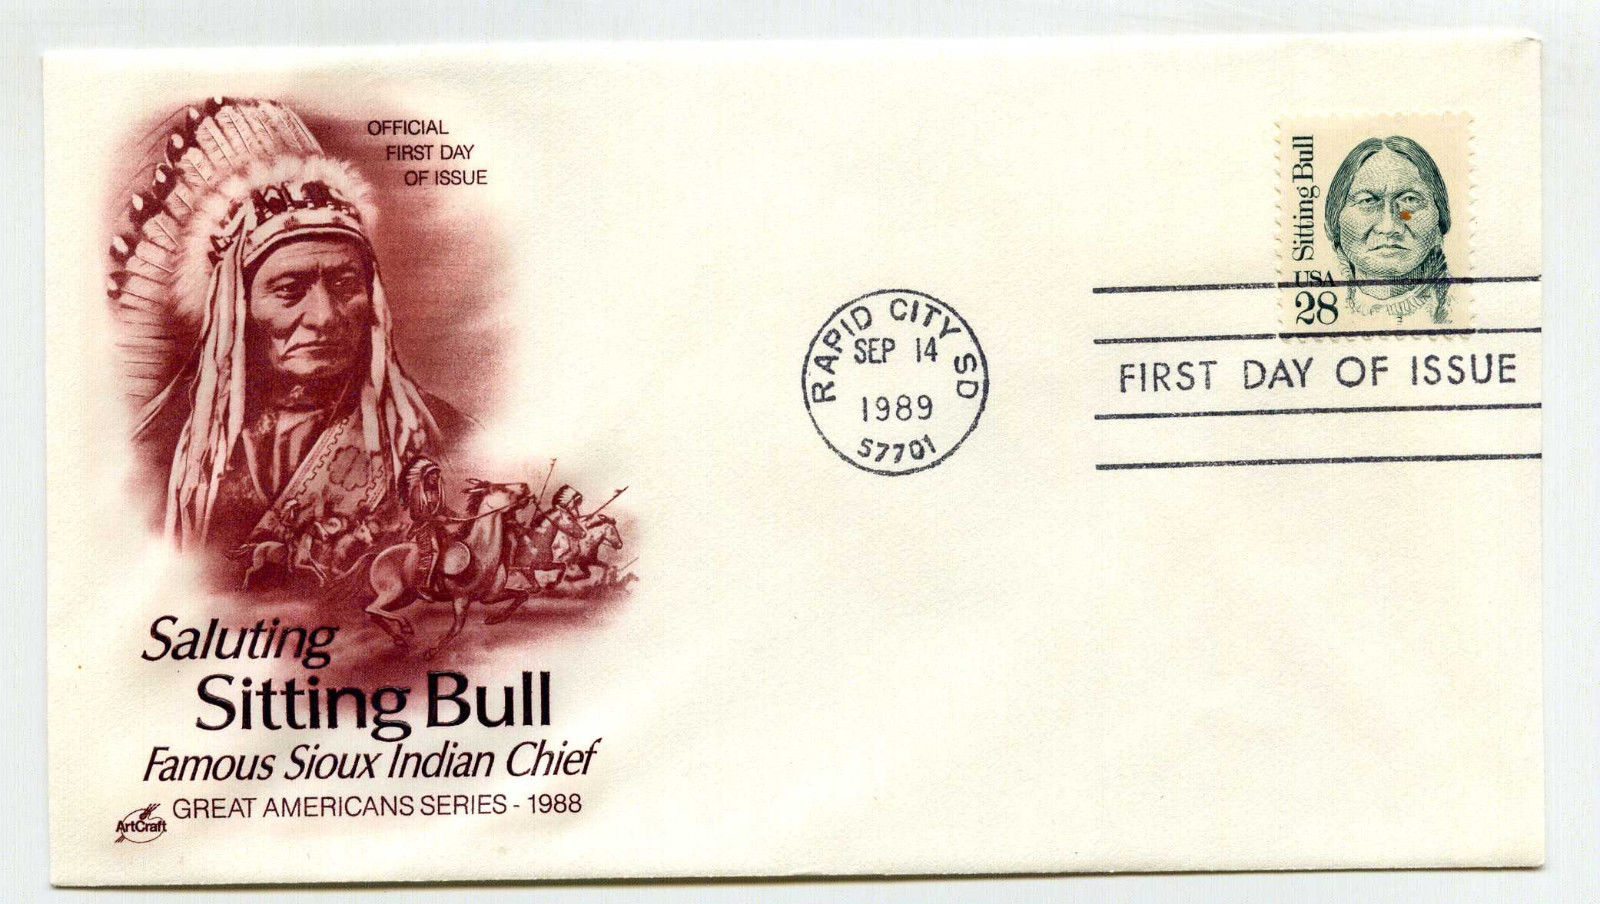 OFFICIAL
FIRST DAY
OF ISSUE
Sitting Bull
USA
28
RAPID CITY SD
SEP 14
1989
57701
FIRST DAY OF ISSUE
Saluting
Sitting Bull
Famous Sioux Indian Chief
GREAT AMERICANS SERIES - 1988
ArtCraft